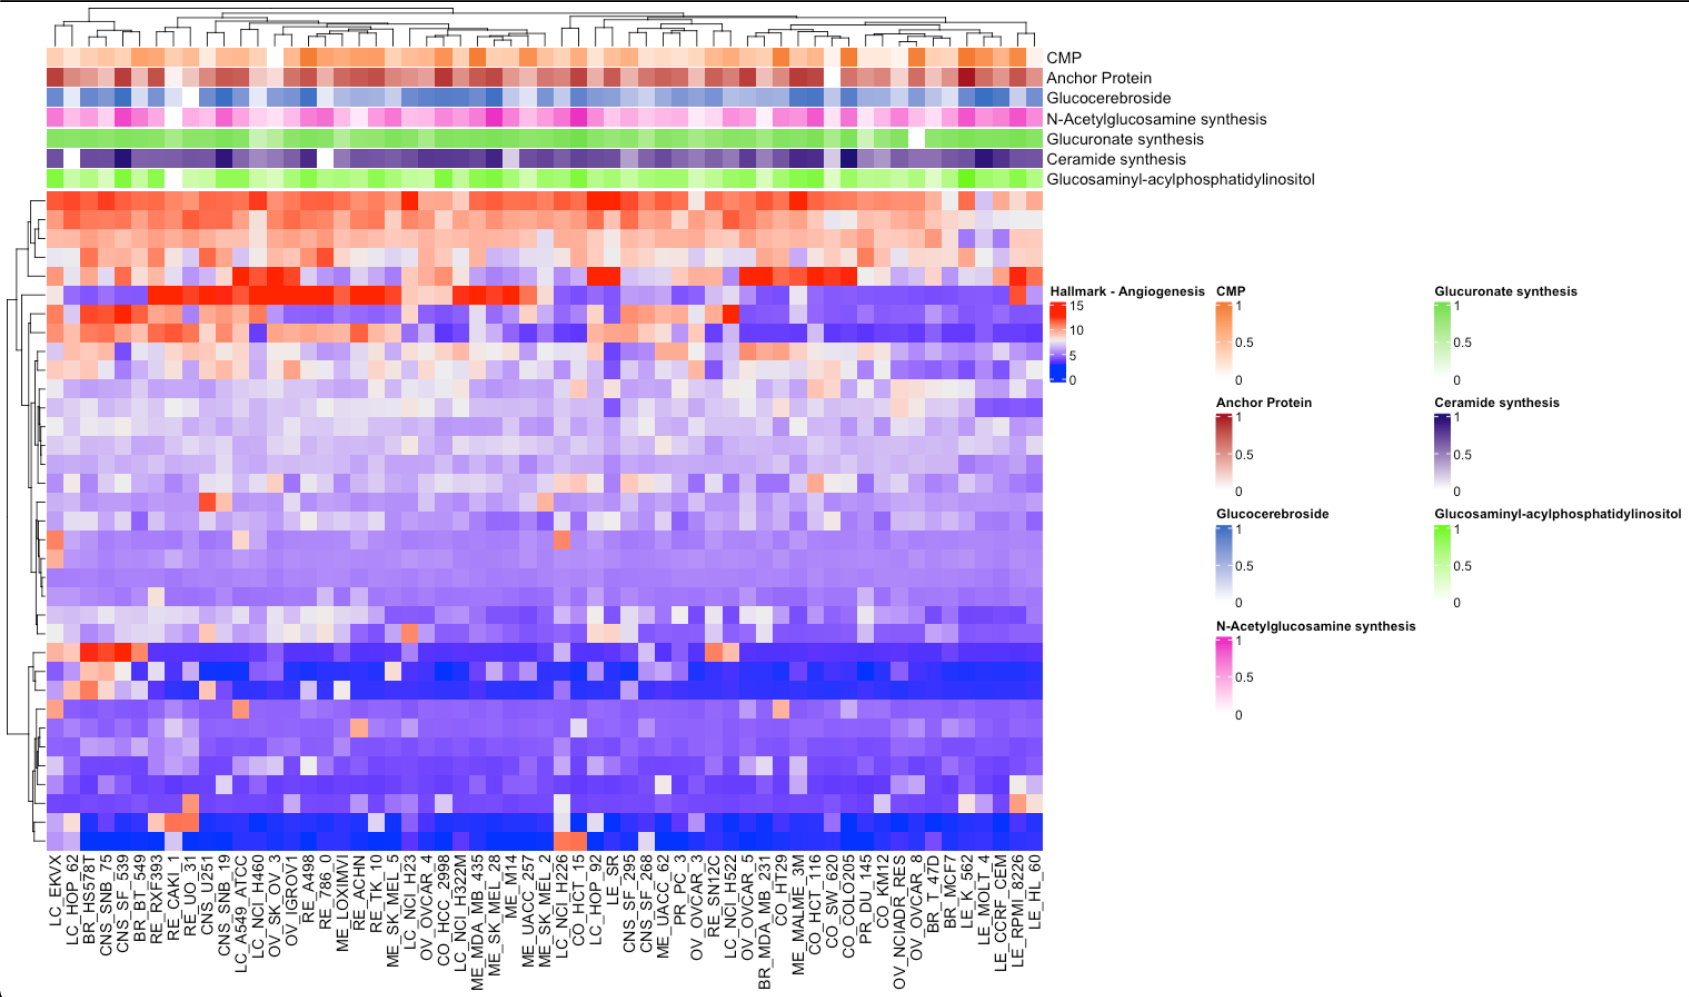 CMP
Anchor Protein
Glucocerebroside
N-Acetylglucosamine synthesis
Glucuronate synthesis
Ceramide synthesis
Glucosaminyl-acylphosphatidylinositol
Hallmark - Angiogenesis
15
10
5
0
CMP
1
0.5
0
Glucuronate synthesis
1
0.5
0
Anchor Protein
1
0.5
0
Ceramide synthesis
1
0.5
0
Glucocerebroside
1
0.5
0
Glucosaminyl-acylphosphatidylinositol
1
0.5
0
N-Acetylglucosamine synthesis
1
0.5
0
LC_EKVX
LC_HOP_62
BR_HS578T
CNS_SNB_75
CNS_SF_539
BR_BT_549
RE_RXF393
RE_CAKI_1
RE_UO_31
CNS_U251
CNS_SNB_19
LC_A549_ATCC
LC_NCI_H460
OV_SK_OV_3
OV_IGROV1
RE_A498
RE_786_0
ME_LOXIMVI
RE_ACHN
RE_TK_10
ME_SK_MEL_5
LC_NCI_H23
OV_OVCAR_4
CO_HCC_2998
LC_NCI_H322M
ME_MDA_MB_435
ME_SK_MEL_28
ME_M14
ME_UACC_257
ME_SK_MEL_2
LC_NCI_H226
CO_HCT_15
LC_HOP_92
LE_SR
CNS_SF_295
CNS_SF_268
ME_UACC_62
PR_PC_3
OV_OVCAR_3
RE_SN12C
LC_NCI_H522
OV_OVCAR_5
BR_MDA_MB_231
CO_HT29
ME_MALME_3M
CO_HCT_116
CO_SW_620
CO_COLO205
PR_DU_145
CO_KM12
OV_NCIADR_RES
OV_OVCAR_8
BR_T_47D
BR_MCF7
LE_K_562
LE_MOLT_4
LE_CCRF_CEM
LE_RPMI_8226
LE_HL_60